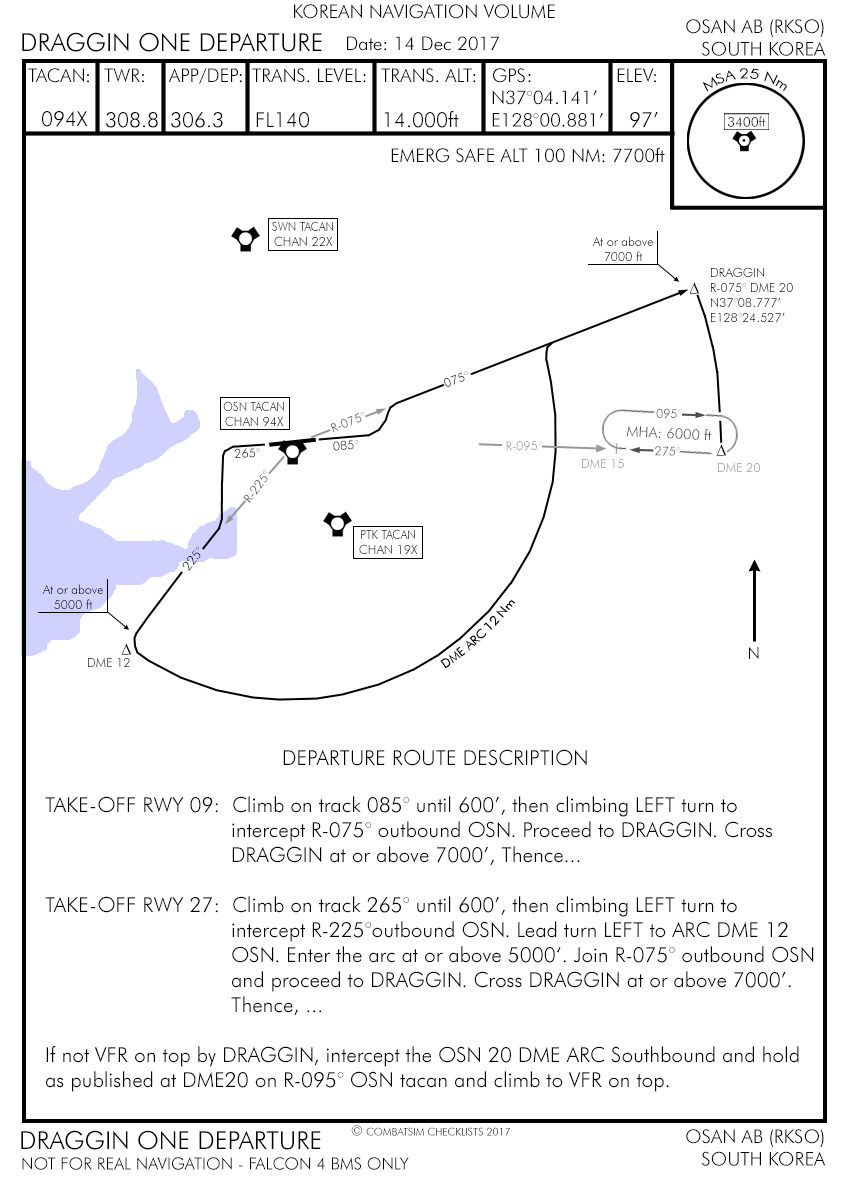 KOREAN NAVIGATION VOLUME
DRAGGIN ONE DEPARTURE Date: 14 Dec 2017
OSAN AB (RKSO)
SOUTH KOREA
TACAN: TWR: APP/DEP: TRANS. LEVEL: TRANS. ALT: GPS: ELEV:
N37°04.141'
094X 308.8 306.3 FL140 14.000ft E128°00.881' 97'
MSA 25 Nm
3400ft
EMERG SAFE ALT 100 NM: 7700ft
SWN TACAN
CHAN 22X
At or above
7000 ft
DRAGGIN
R-075° DME 20
N37°08.777'
E128°24.527'
075°
OSN TACAN
CHAN 94X
R-075°
085°
265°
R-225°
095°
MHA: 6000 ft
275°
R-095°
DME 15
DME 20
PTK TACAN
CHAN 19X
225°
At or above
5000 ft
DME 12
DME ARC 12 Nm
N
DEPARTURE ROUTE DESCRIPTION
TAKE-OFF RWY 09: Climb on track 085° until 600', then climbing LEFT turn to
intercept R-075° outbound OSN. Proceed to DRAGGIN. Cross
DRAGGIN at or above 7000', Thence...
TAKE-OFF RWY 27: Climb on track 265° until 600', then climbing LEFT turn to
intercept R-225°outbound OSN. Lead turn LEFT to ARC DME 12
OSN. Enter the arc at or above 5000'. Join R-075° outbound OSN
and proceed to DRAGGIN. Cross DRAGGIN at or above 7000'.
Thence, ...
If not VFR on top by DRAGGIN, intercept the OSN 20 DME ARC Southbound and hold
as published at DME20 on R-095° OSN tacan and climb to VFR on top.
DRAGGIN ONE DEPARTURE
© COMBATSIM CHECKLISTS 2017
OSAN AB (RKSO)
NOT FOR REAL NAVIGATION - FALCON 4 BMS ONLY
SOUTH KOREA